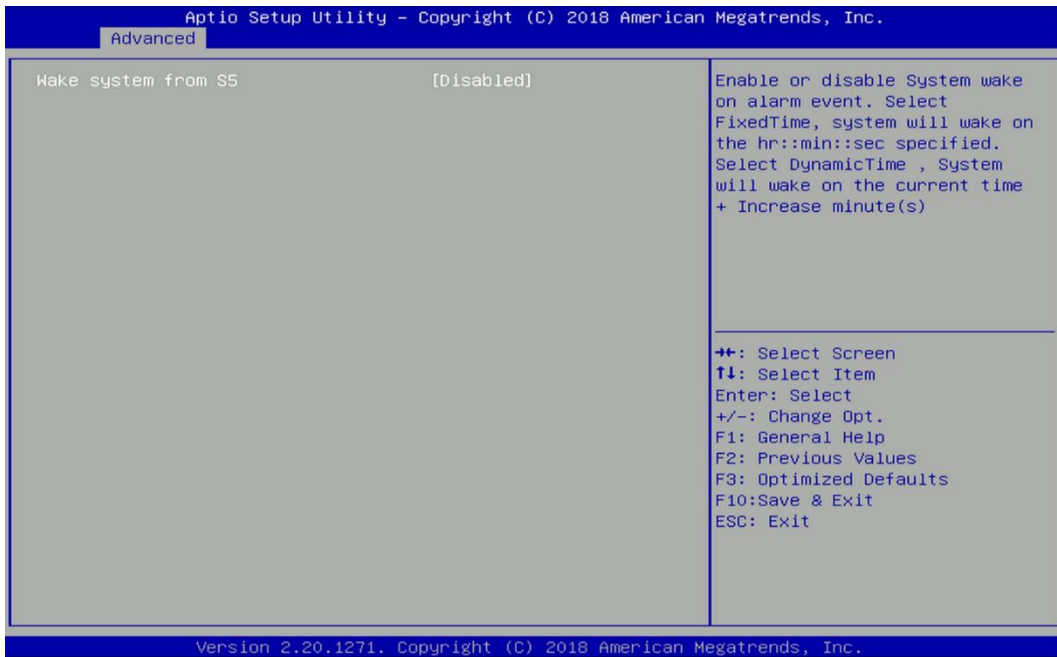 Aptio Setup Utility – Copyright (C) 2018 American Megatrends, Inc.
Advanced
Wake system from S5 [Disabled]
Enable or disable System wake
on alarm event. Select
FixedTime, system will wake on
the hr::min::sec specified.
Select DynamicTime , System
will wake on the current time
+ Increase minute(s)
→←: Select Screen
↑↓: Select Item
Enter: Select
+/-: Change Opt.
F1: General Help
F2: Previous Values
F3: Optimized Defaults
F10:Save & Exit
ESC: Exit
Version 2.20.1271. Copyright (C) 2018 American Megatrends, Inc.